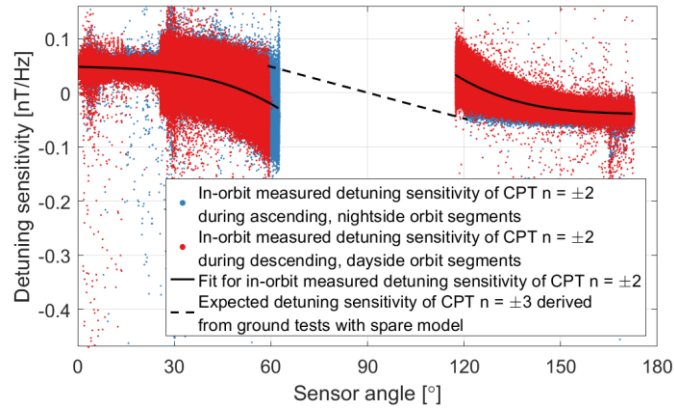 Detuning sensitivity [nT/Hz]
0.1
0
-0.1
-0.2
-0.3
-0.4
In-orbit measured detuning sensitivity of CPT n = ±2
during ascending, nightside orbit segments
In-orbit measured detuning sensitivity of CPT n = ±2
during descending, dayside orbit segments
Fit for in-orbit measured detuning sensitivity of CPT n = ±2
Expected detuning sensitivity of CPT n = ±3 derived
from ground tests with spare model
0 30 60 90 120 150 180
Sensor angle [°]